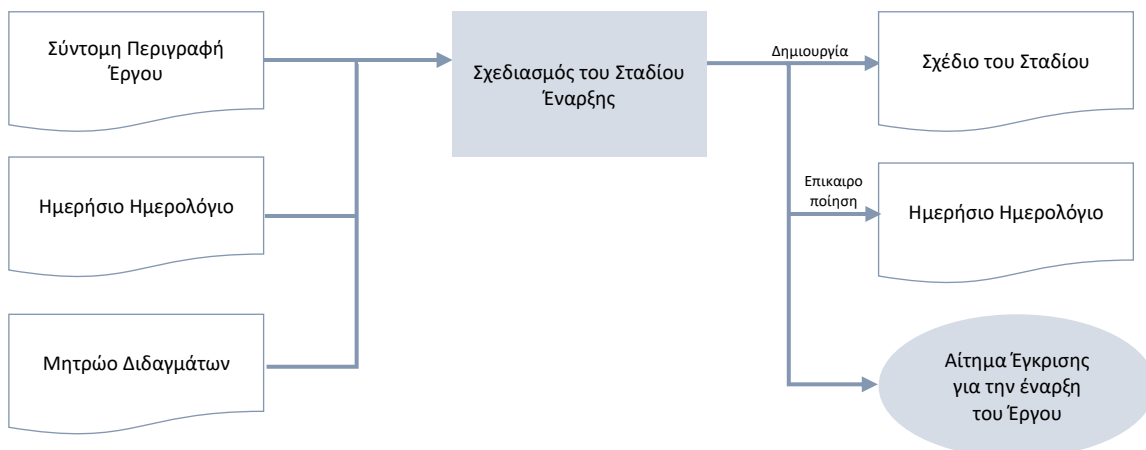 Σύντομη Περιγραφή
Έργου
Ημερήσιο Ημερολόγιο
Μητρώο Διδαγμάτων
Σχεδιασμός του Σταδίου
Έναρξης
Δημιουργία
Σχέδιο του Σταδίου
Επικαιρο
ποίηση
Ημερήσιο Ημερολόγιο
Αίτημα Έγκρισης
για την έναρξη
του Έργου